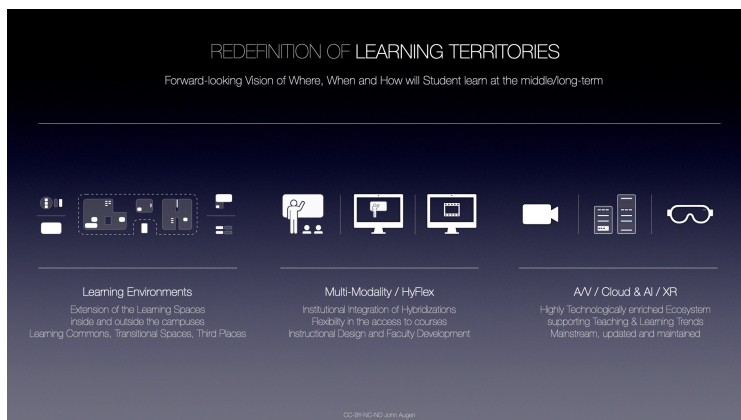 REDEFINITION OF LEARNING TERRITORIES
Forward-looking Vision of Where, When and How will Student learn at the middle/long-term
Learning Environments
Extension of the Learning Spaces
inside and outside the campuses
Learning Commons, Transitional Spaces, Third Places
Multi-Modality / HyFlex
Institutional Integration of Hybridizations
Flexibility in the access to courses
Instructional Design and Faculty Development
A/V / Cloud & AI / XR
Highly Technologically enriched Ecosystem
supporting Teaching & Learning Trends
Mainstream, updated and maintained
CC-BY-NC-ND John Augeri